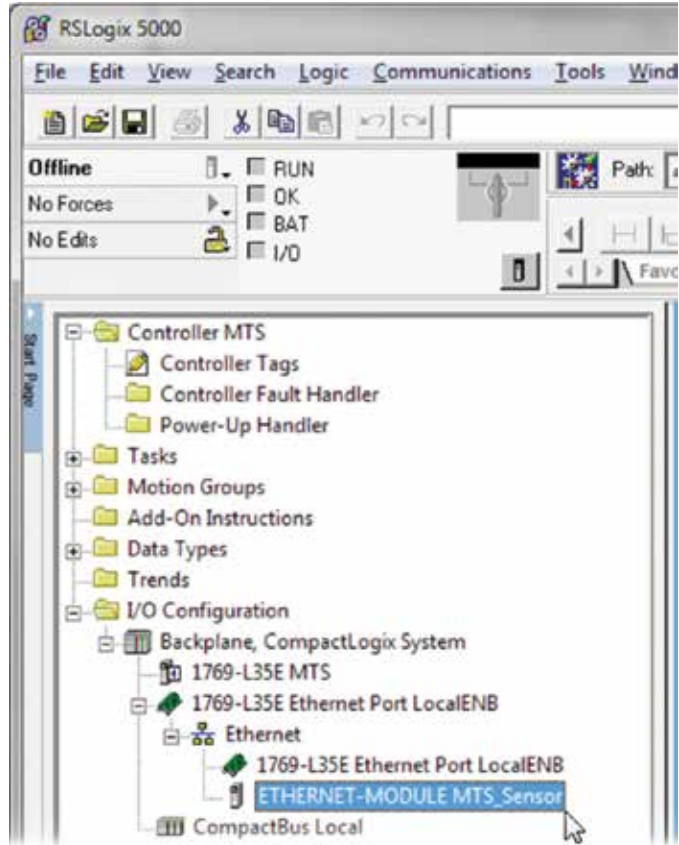 RSLogix 5000
File Edit View Search Logic Communications Tools Wind
Offline
RUN
No Forces
OK
BAT
No Edits
I/O
Path:
Favo
Start Page
Controller MTS
Controller Tags
Controller Fault Handler
Power-Up Handler
Tasks
Motion Groups
Add-On Instructions
Data Types
Trends
I/O Configuration
Backplane, CompactLogix System
1769-L35E MTS
1769-L35E Ethernet Port LocalENB
Ethernet
1769-L35E Ethernet Port LocalENB
ETHERNET-MODULE MTS_Sensor
CompactBus Local